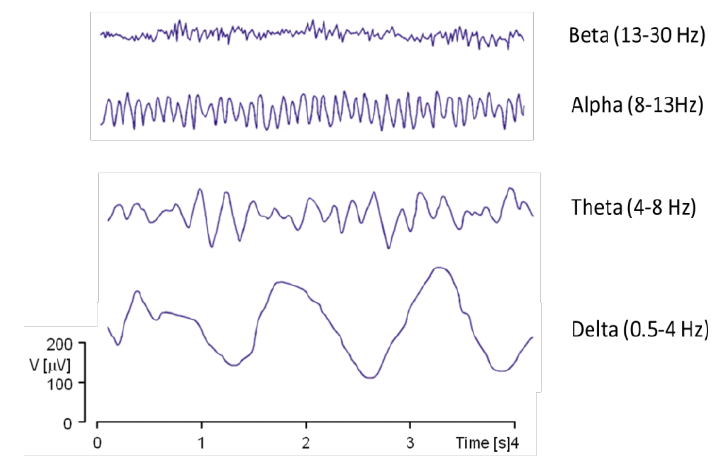 Beta (13-30 Hz)
Alpha (8-13Hz)
Theta (4-8 Hz)
Delta (0.5-4 Hz)
200
V [μV]
100
0
0 1 2 3 Time [s]4